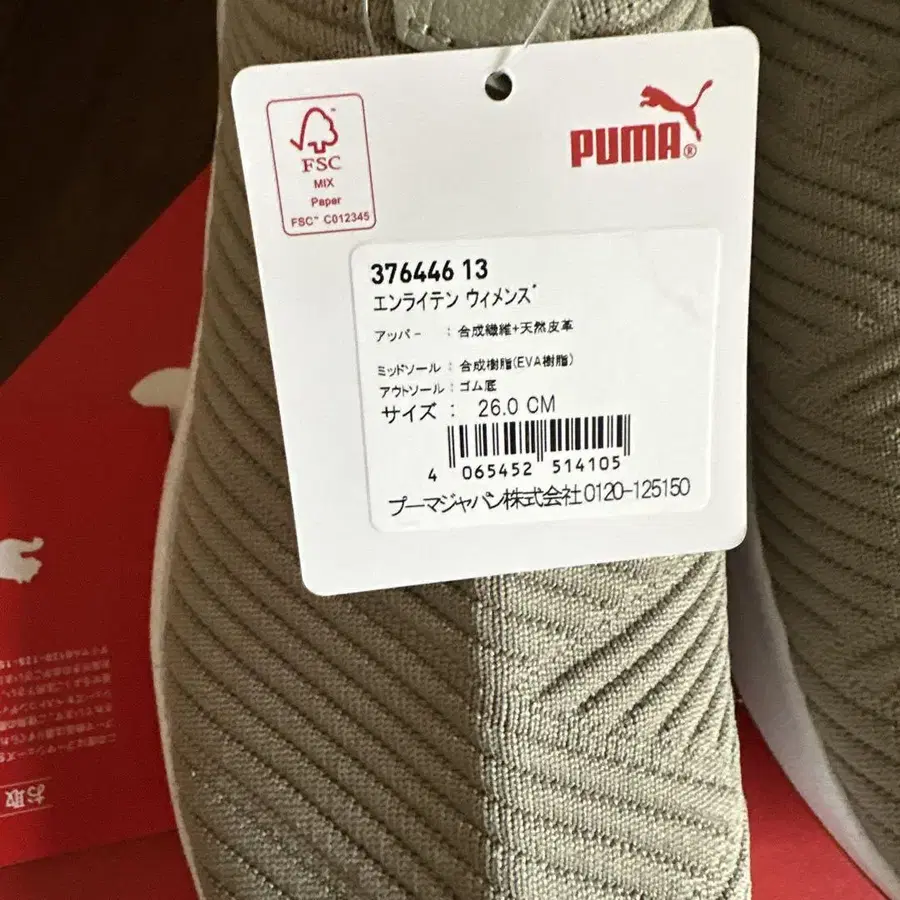 FSC
MIX
Paper
FSC™ C012345
PUMA®
376446 13
エンライテン ウィメンズ
アッパー : 合成繊維+天然皮革
ミッドソール : 合成樹脂(EVA樹脂)
アウトソール : ゴム底
サイズ : 26.0 CM
4 065452 514105
プーマジャパン株式会社 0120-125150
お取